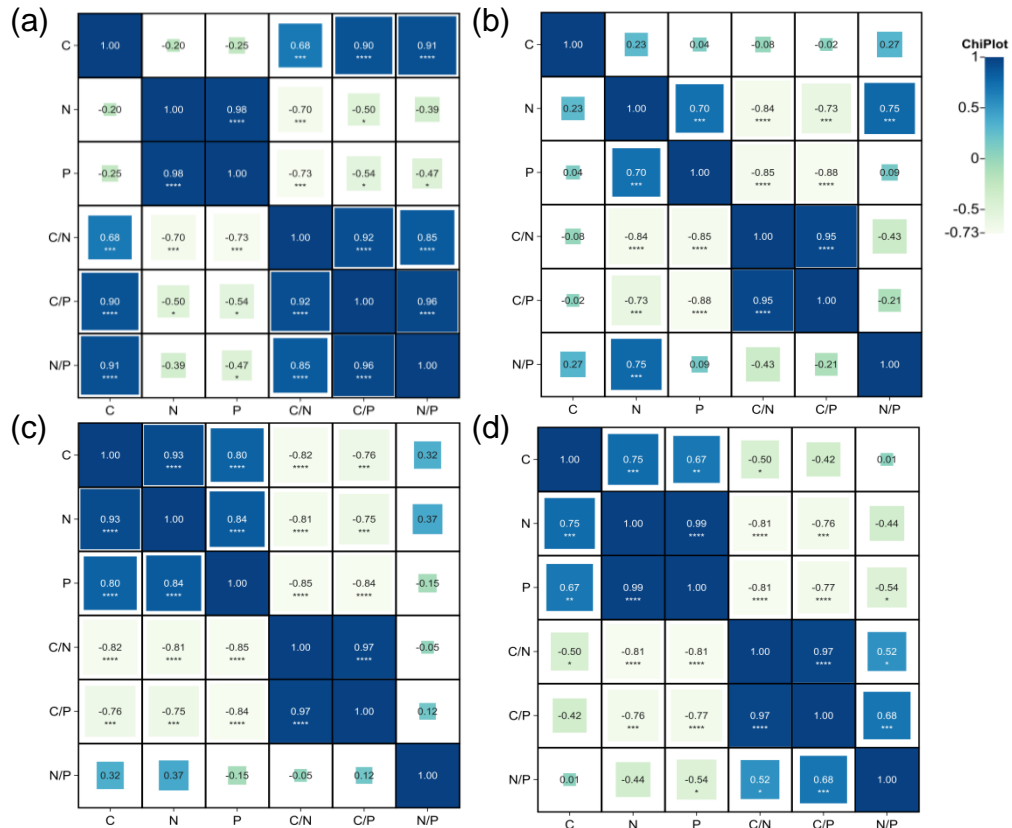 (a)
C 1.00 -0.20 -0.25 0.68 0.90 0.91
*** **** ****
N -0.20 1.00 0.98 -0.70 -0.50 -0.39
**** *** *
P -0.25 0.98 1.00 -0.73 -0.54 -0.47
**** *** * *
C/N 0.68 -0.70 -0.73 1.00 0.92 0.85
*** *** *** **** ****
C/P 0.90 -0.50 -0.54 0.92 1.00 0.96
**** * * **** ****
N/P 0.91 -0.39 -0.47 0.85 0.96 1.00
**** * **** ****
C N P C/N C/P N/P
(b)
C 1.00 0.23 0.04 -0.08 -0.02 0.27
N 0.23 1.00 0.70 -0.84 -0.73 0.75
*** **** *** ***
P 0.04 0.70 1.00 -0.85 -0.88 0.09
*** **** ****
C/N -0.08 -0.84 -0.85 1.00 0.95 -0.43
**** **** ****
C/P -0.02 -0.73 -0.88 0.95 1.00 -0.21
*** **** ****
N/P 0.27 0.75 0.09 -0.43 -0.21 1.00
***
C N P C/N C/P N/P
ChiPlot
1
0.5
0
-0.5
-0.73
(c)
C 1.00 0.93 0.80 -0.82 -0.76 0.32
**** **** **** ***
N 0.93 1.00 0.84 -0.81 -0.75 0.37
**** **** **** ***
P 0.80 0.84 1.00 -0.85 -0.84 -0.15
**** **** **** ****
C/N -0.82 -0.81 -0.85 1.00 0.97 -0.05
**** **** **** ****
C/P -0.76 -0.75 -0.84 0.97 1.00 0.12
*** *** **** ****
N/P 0.32 0.37 -0.15 -0.05 0.12 1.00
C N P C/N C/P N/P
(d)
C 1.00 0.75 0.67 -0.50 -0.42 0.01
*** ** *
N 0.75 1.00 0.99 -0.81 -0.76 -0.44
*** **** **** ***
P 0.67 0.99 1.00 -0.81 -0.77 -0.54
** **** **** **** *
C/N -0.50 -0.81 -0.81 1.00 0.97 0.52
* **** **** **** *
C/P -0.42 -0.76 -0.77 0.97 1.00 0.68
*** **** **** ***
N/P 0.01 -0.44 -0.54 0.52 0.68 1.00
* * ***
C N P C/N C/P N/P